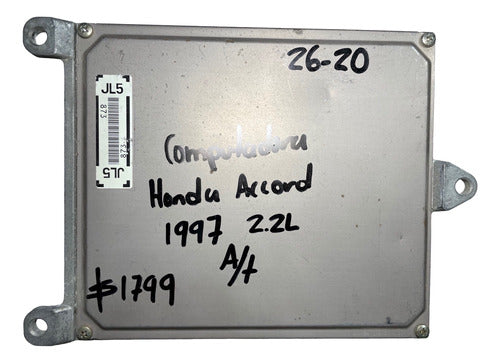 26-20
JL5
873
JL5
Computadora
Honda Accord
1997 2.2L
A/t
$1799